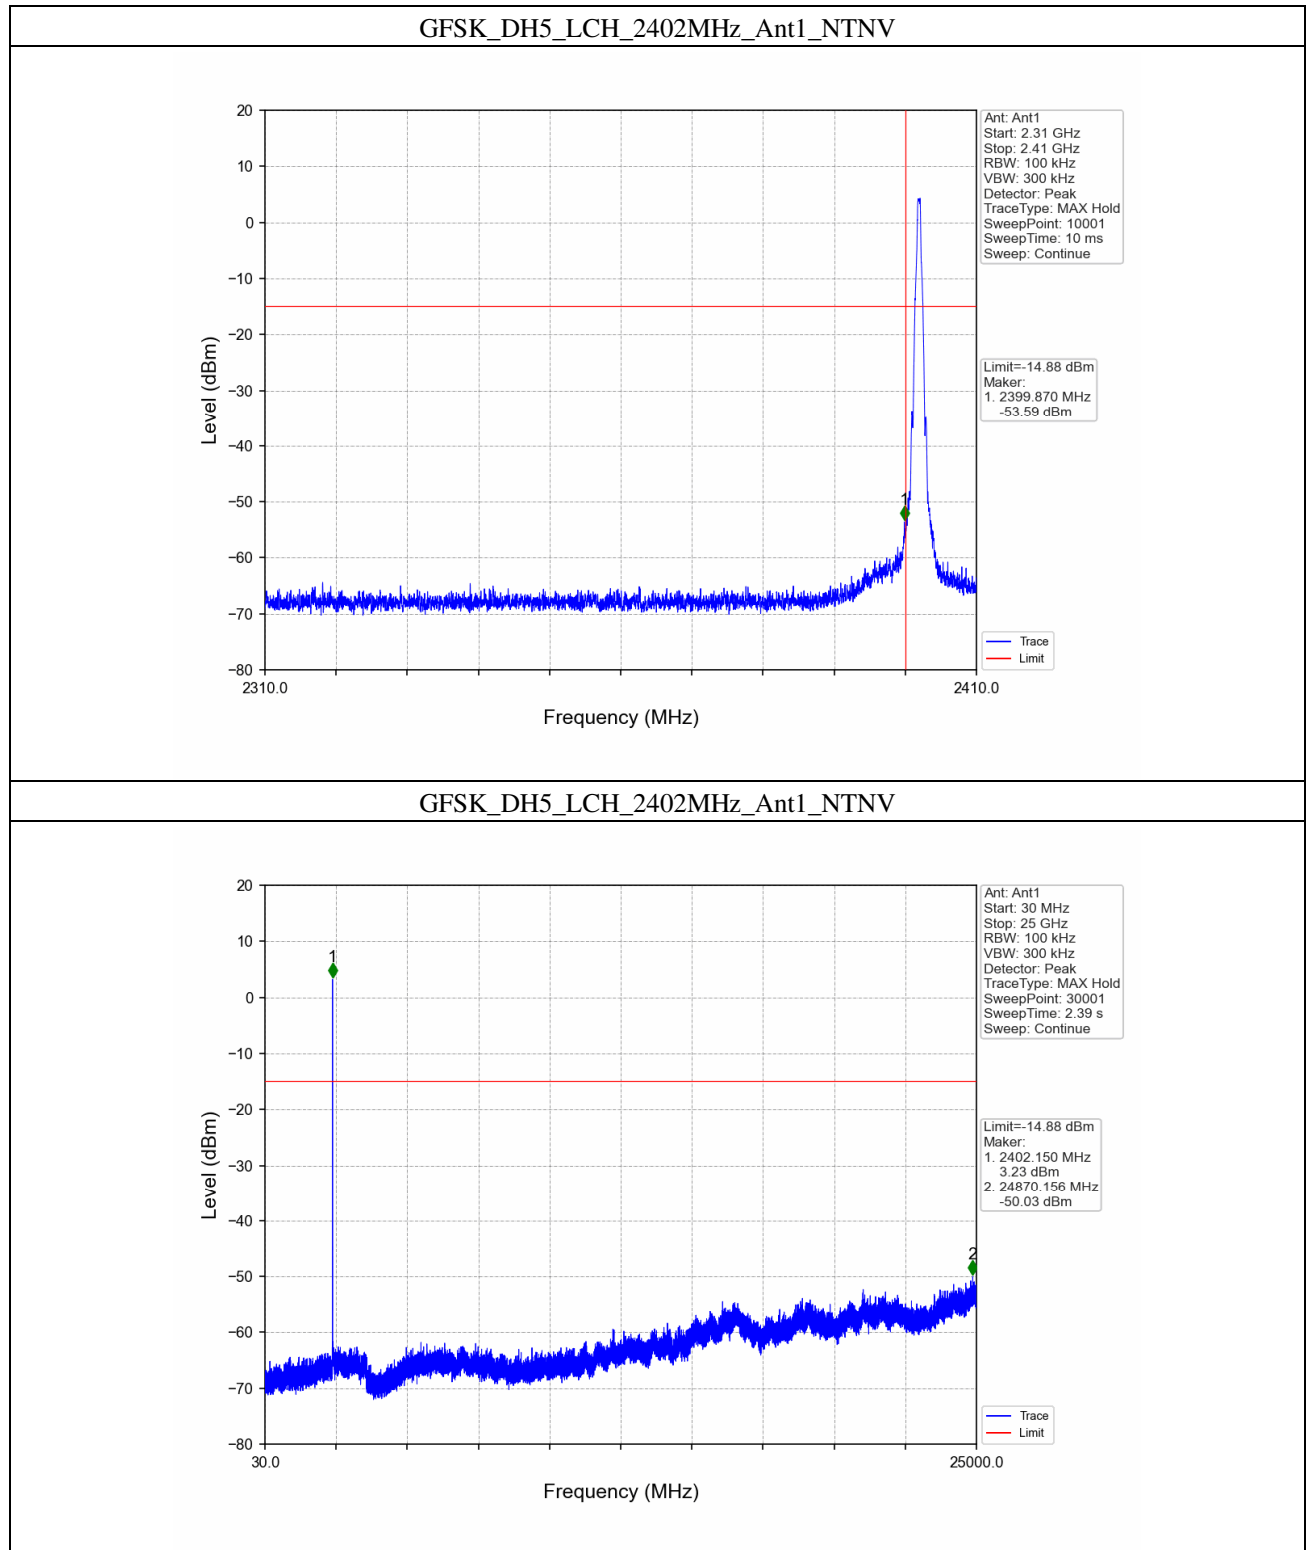 GFSK_DH5_LCH_2402MHz_Ant1_NTNV
20
10
0
−10
−20
−30
−40
−50
−60
−70
−80
Level (dBm)
2310.0
2410.0
Frequency (MHz)
1
Ant: Ant1
Start: 2.31 GHz
Stop: 2.41 GHz
RBW: 100 kHz
VBW: 300 kHz
Detector: Peak
TraceType: MAX Hold
SweepPoint: 10001
SweepTime: 10 ms
Sweep: Continue
Limit=-14.88 dBm
Maker:
1. 2399.870 MHz
-53.59 dBm
Trace
Limit
GFSK_DH5_LCH_2402MHz_Ant1_NTNV
20
10
0
−10
−20
−30
−40
−50
−60
−70
−80
Level (dBm)
30.0
25000.0
Frequency (MHz)
1
2
Ant: Ant1
Start: 30 MHz
Stop: 25 GHz
RBW: 100 kHz
VBW: 300 kHz
Detector: Peak
TraceType: MAX Hold
SweepPoint: 30001
SweepTime: 2.39 s
Sweep: Continue
Limit=-14.88 dBm
Maker:
1. 2402.150 MHz
3.23 dBm
2. 24870.156 MHz
-50.03 dBm
Trace
Limit